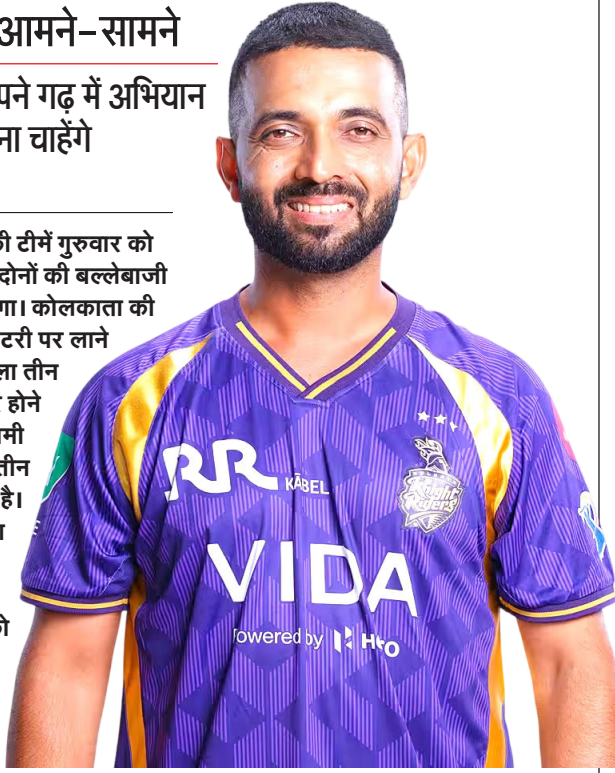 आमने-सामने
पने गढ़ में अभियान
ना चाहेंगे
की टीमें गुरुवार को
दोनों की बल्लेबाजी
गा। कोलकाता की
टरी पर लाने
ला तीन
होने
मी
तीन
है।
को
RR KABEL
Knight
Riders
VIDA
Powered by Hero